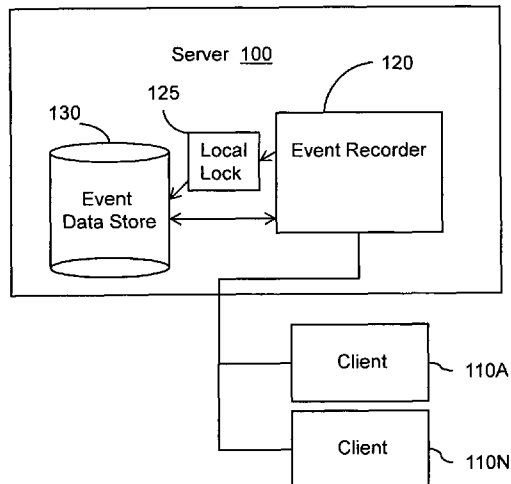 Server 100
120
125
130
Local
Lock
Event Recorder
Event
Data Store
Client
110A
Client
110N